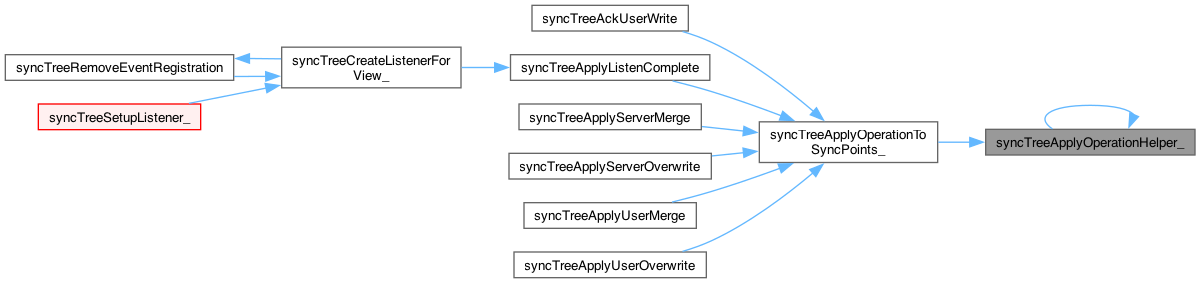 syncTreeAckUserWrite
syncTreeRemoveEventRegistration
syncTreeCreateListenerFor
View_
syncTreeApplyListenComplete
syncTreeSetupListener_
syncTreeApplyServerMerge
syncTreeApplyOperationTo
SyncPoints_
syncTreeApplyOperationHelper_
syncTreeApplyServerOverwrite
syncTreeApplyUserMerge
syncTreeApplyUserOverwrite